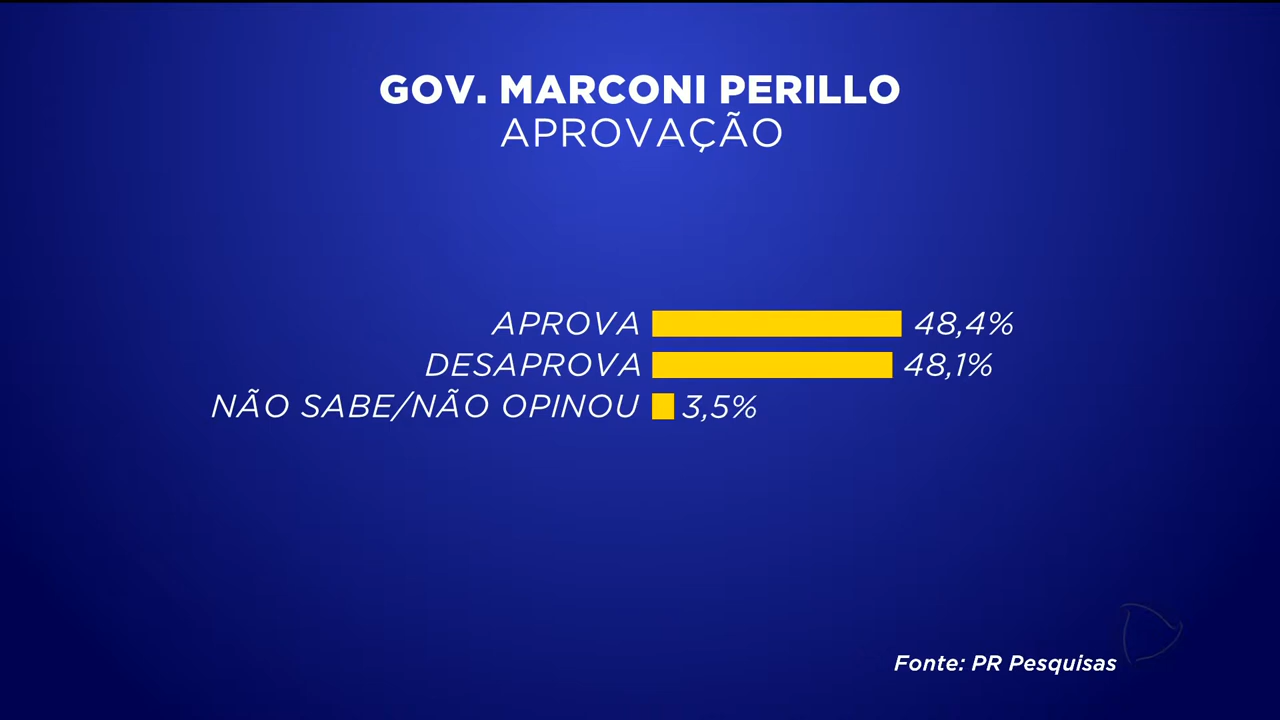 GOV. MARCONI PERILLO
APROVAÇÃO
APROVA 48,4%
DESAPROVA 48,1%
NÃO SABE/NÃO OPINOU 3,5%
Fonte: PR Pesquisas